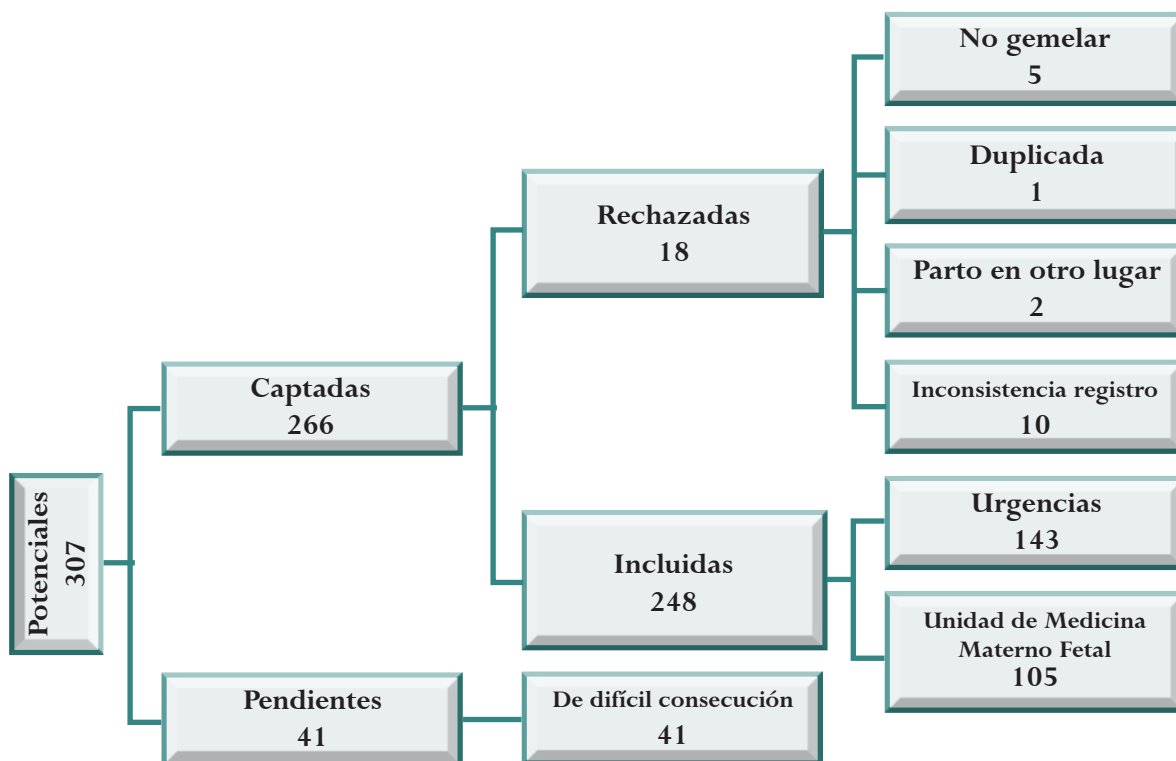 Potenciales
307
Captadas
266
Pendientes
41
Rechazadas
18
Incluidas
248
De difícil consecución
41
No gemelar
5
Duplicada
1
Parto en otro lugar
2
Inconsistencia registro
10
Urgencias
143
Unidad de Medicina
Materno Fetal
105